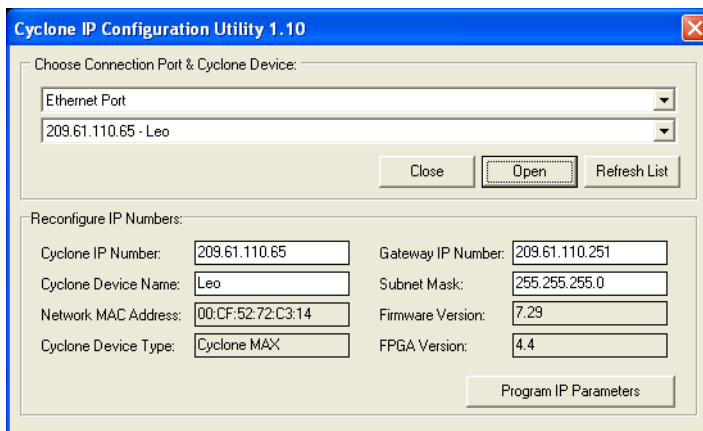 Cyclone IP Configuration Utility 1.10
Choose Connection Port & Cyclone Device:
Ethernet Port
209.61.110.65 - Leo
Close Open Refresh List
Reconfigure IP Numbers:
Cyclone IP Number: 209.61.110.65 Gateway IP Number: 209.61.110.251
Cyclone Device Name: Leo Subnet Mask: 255.255.255.0
Network MAC Address: 00:CF:52:72:C3:14 Firmware Version: 7.29
Cyclone Device Type: Cyclone MAX FPGA Version: 4.4
Program IP Parameters